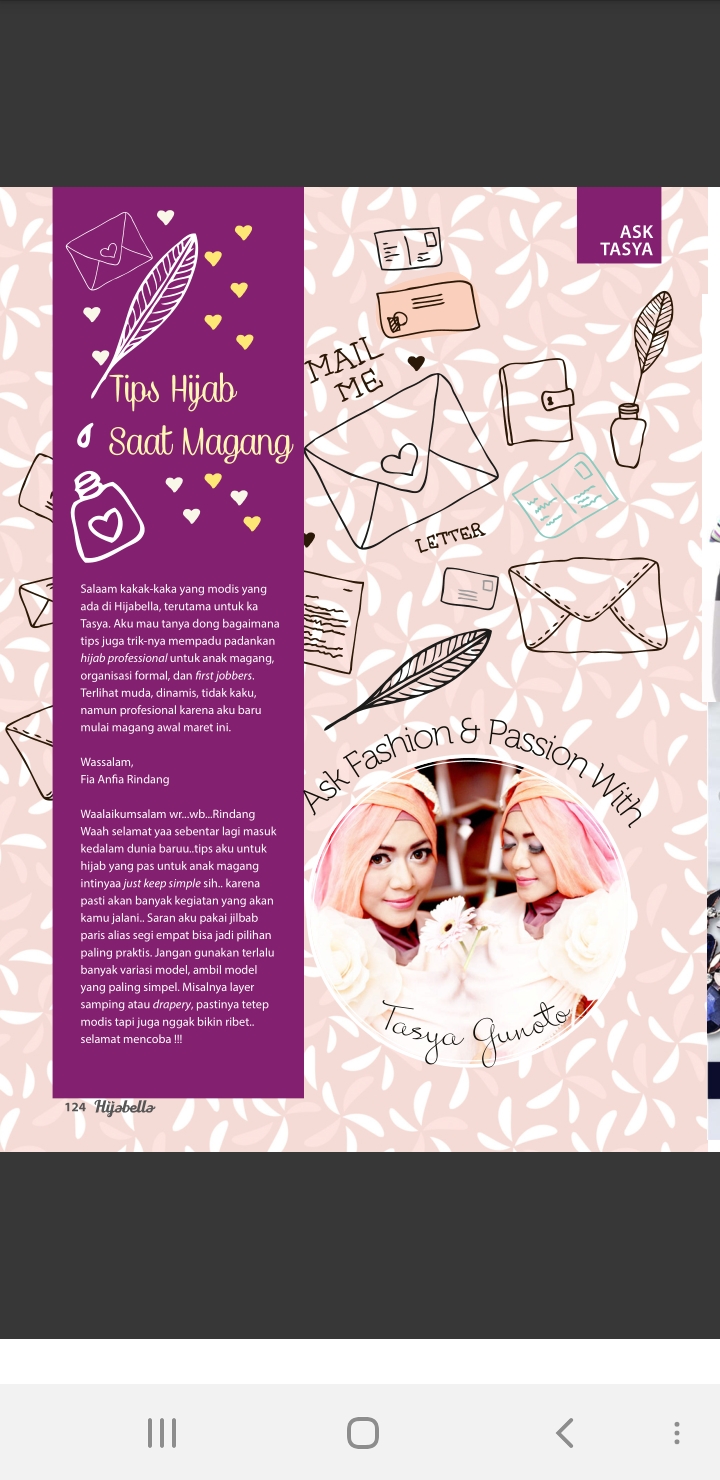 ASK
TASYA
Tips Hijab
Saat Magang
MAIL
ME
LETTER
Salaam kakak-kaka yang modis yang
ada di Hijabella, terutama untuk ka
Tasya. Aku mau tanya dong bagaimana
tips juga trik-nya mempadu padankan
hijab professional untuk anak magang,
organisasi formal, dan first jobbers.
Terlihat muda, dinamis, tidak kaku,
namun profesional karena aku baru
mulai magang awal maret ini.
Wassalam,
Fia Anfia Rindang
Waalaikumsalam wr...wb...Rindang
Waah selamat yaa sebentar lagi masuk
kedalam dunia baruu..tips aku untuk
hijab yang pas untuk anak magang
intinyaa just keep simple sih.. karena
pasti akan banyak kegiatan yang akan
kamu jalani.. Saran aku pakai jilbab
paris alias segi empat bisa jadi pilihan
paling praktis. Jangan gunakan terlalu
banyak variasi model, ambil model
yang paling simpel. Misalnya layer
samping atau drapery, pastinya tetep
modis tapi juga nggak bikin ribet..
selamat mencoba !!!
Ask Fashion & Passion With
Tasya Gunoto
124 Hijabella